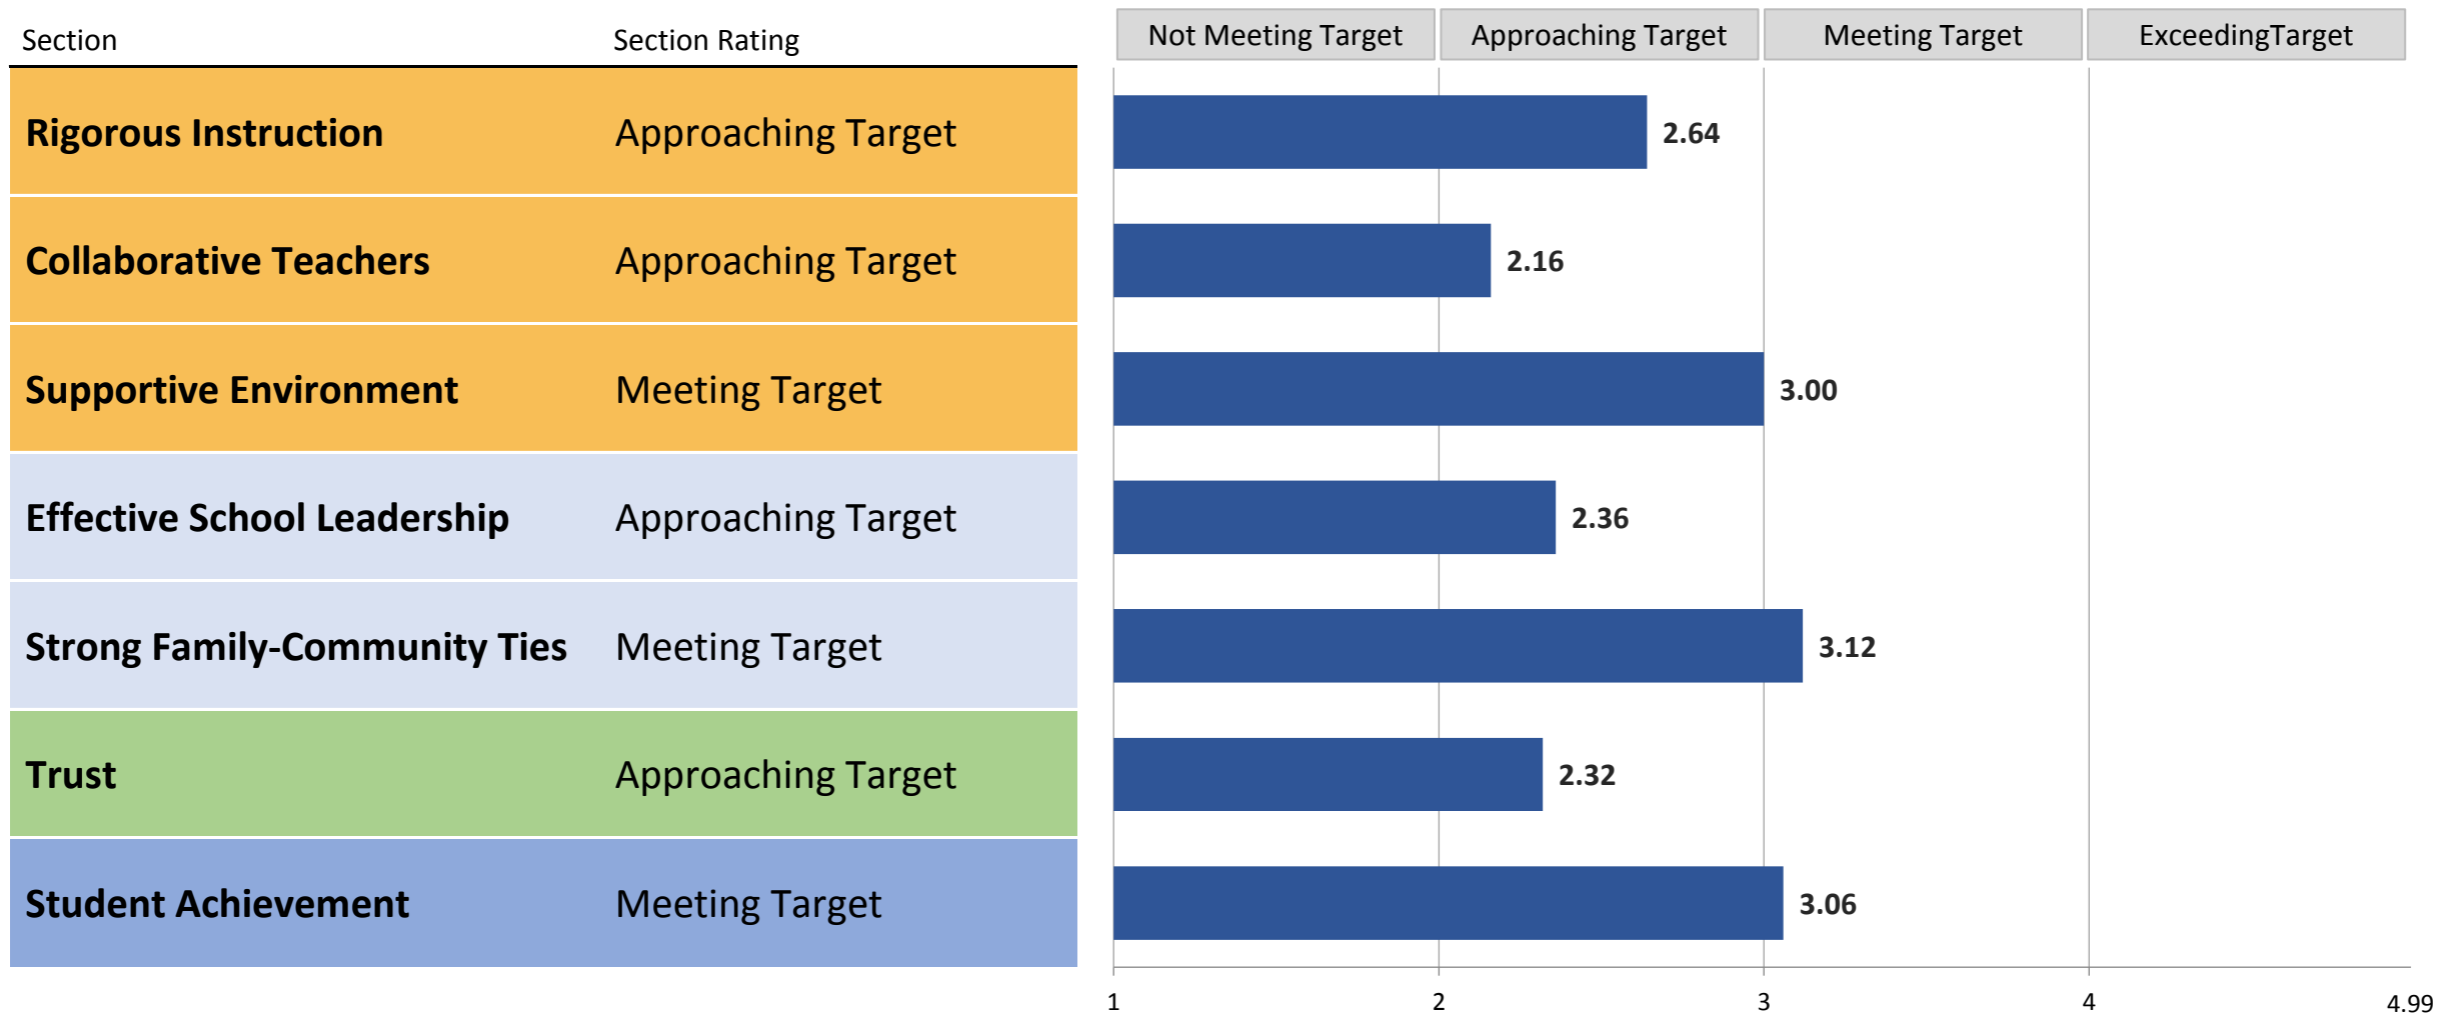 Section Section Rating Not Meeting Target Approaching Target Meeting Target ExceedingTarget
Rigorous Instruction Approaching Target 2.64
Collaborative Teachers Approaching Target 2.16
Supportive Environment Meeting Target 3.00
Effective School Leadership Approaching Target 2.36
Strong Family-Community Ties Meeting Target 3.12
Trust Approaching Target 2.32
Student Achievement Meeting Target 3.06
1 2 3 4 4.99